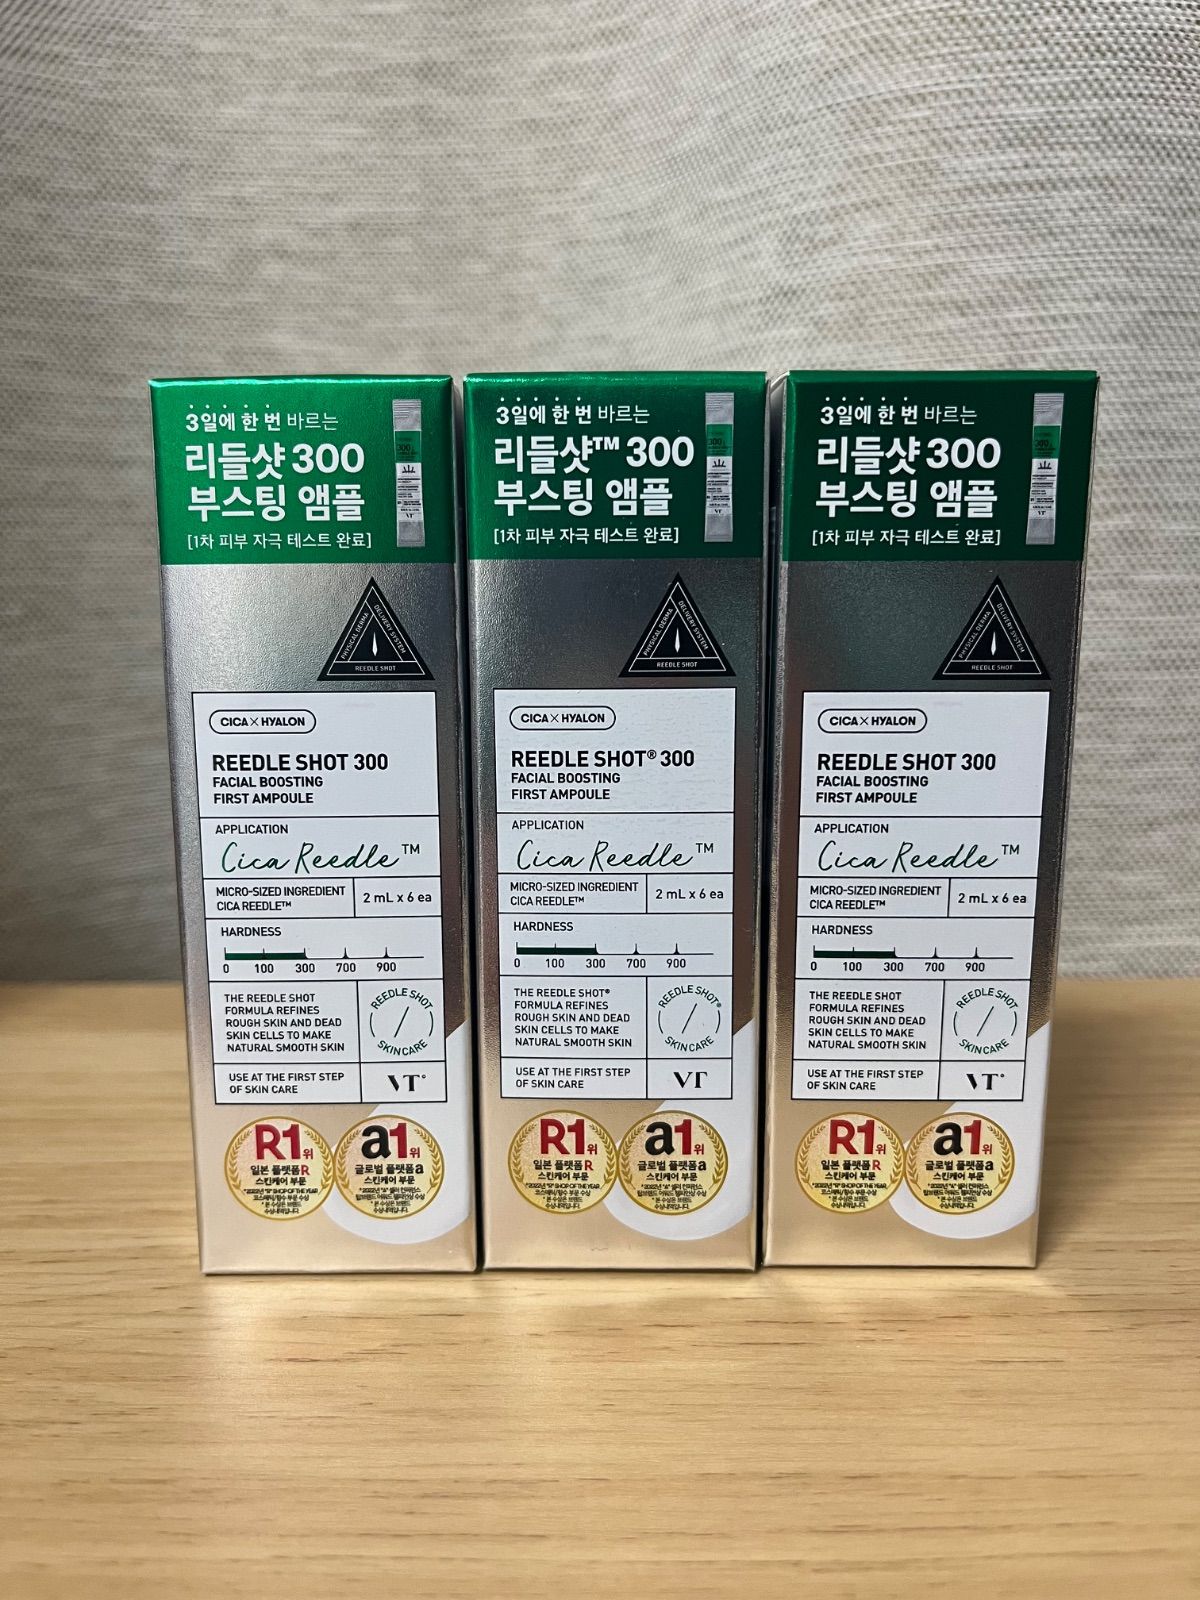 3일에 한 번 바르는
리들샷 300
부스팅 앰플
[1차 피부 자극 테스트 완료]
PHYSICAL DERMA
DELIVERY SYSTEM
REEDLE SHOT
CICA×HYALON
REEDLE SHOT 300
FACIAL BOOSTING
FIRST AMPOULE
APPLICATION
Cica Reedle™
MICRO-SIZED INGREDIENT
CICA REEDLE™
2 mL x 6 ea
HARDNESS
0 100 300 700 900
THE REEDLE SHOT
FORMULA REFINES
ROUGH SKIN AND DEAD
SKIN CELLS TO MAKE
NATURAL SMOOTH SKIN
REEDLE SHOT
SKINCARE
USE AT THE FIRST STEP
OF SKIN CARE
VT°
R1위
일본 플랫폼R
스킨케어 부문
a1위
글로벌 플랫폼a
스킨케어 부문
3일에 한 번 바르는
리들샷™ 300
부스팅 앰플
[1차 피부 자극 테스트 완료]
300
VT
PHYSICAL DERMA
DELIVERY SYSTEM
REEDLE SHOT
CICA×HYALON
REEDLE SHOT® 300
FACIAL BOOSTING
FIRST AMPOULE
APPLICATION
Cica Reedle™
MICRO-SIZED INGREDIENT
CICA REEDLE™
2 mL x 6 ea
HARDNESS
0 100 300 700 900
THE REEDLE SHOT®
FORMULA REFINES
ROUGH SKIN AND DEAD
SKIN CELLS TO MAKE
NATURAL SMOOTH SKIN
REEDLE SHOT®
SKINCARE
USE AT THE FIRST STEP
OF SKIN CARE
VT
R1위
일본 플랫폼R
스킨케어 부문
a1위
글로벌 플랫폼a
스킨케어 부문
3일에 한 번 바르는
리들샷 300
부스팅 앰플
[1차 피부 자극 테스트 완료]
PHYSICAL DERMA
DELIVERY SYSTEM
REEDLE SHOT
CICA×HYALON
REEDLE SHOT 300
FACIAL BOOSTING
FIRST AMPOULE
APPLICATION
Cica Reedle™
MICRO-SIZED INGREDIENT
CICA REEDLE™
2 mL x 6 ea
HARDNESS
0 100 300 700 900
THE REEDLE SHOT
FORMULA REFINES
ROUGH SKIN AND DEAD
SKIN CELLS TO MAKE
NATURAL SMOOTH SKIN
REEDLE SHOT
SKINCARE
USE AT THE FIRST STEP
OF SKIN CARE
VT°
R1위
일본 플랫폼R
스킨케어 부문
a1위
글로벌 플랫폼a
스킨케어 부문